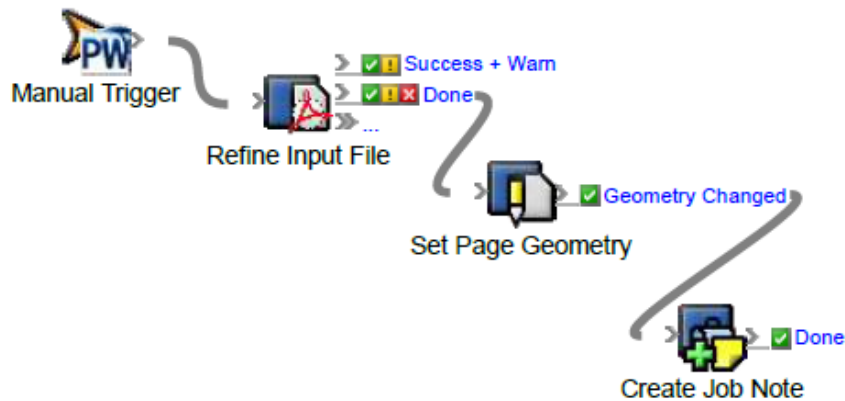 PW
Manual Trigger
Success + Warn
Done
...
Refine Input File
Geometry Changed
Set Page Geometry
Done
Create Job Note